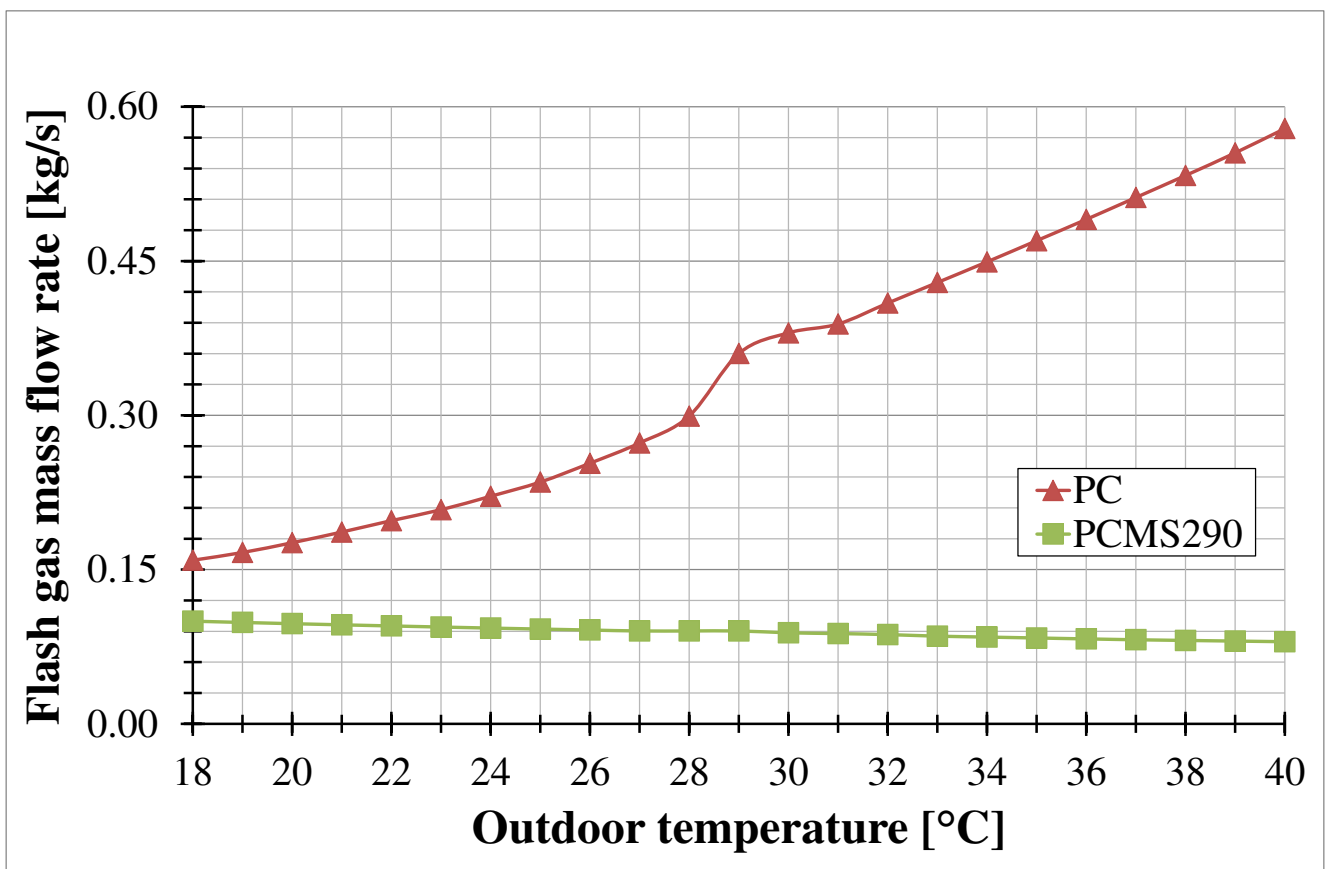 Flash gas mass flow rate [kg/s]
0.60
0.45
0.30
0.15
0.00
PC
PCMS290
18 20 22 24 26 28 30 32 34 36 38 40
Outdoor temperature [°C]